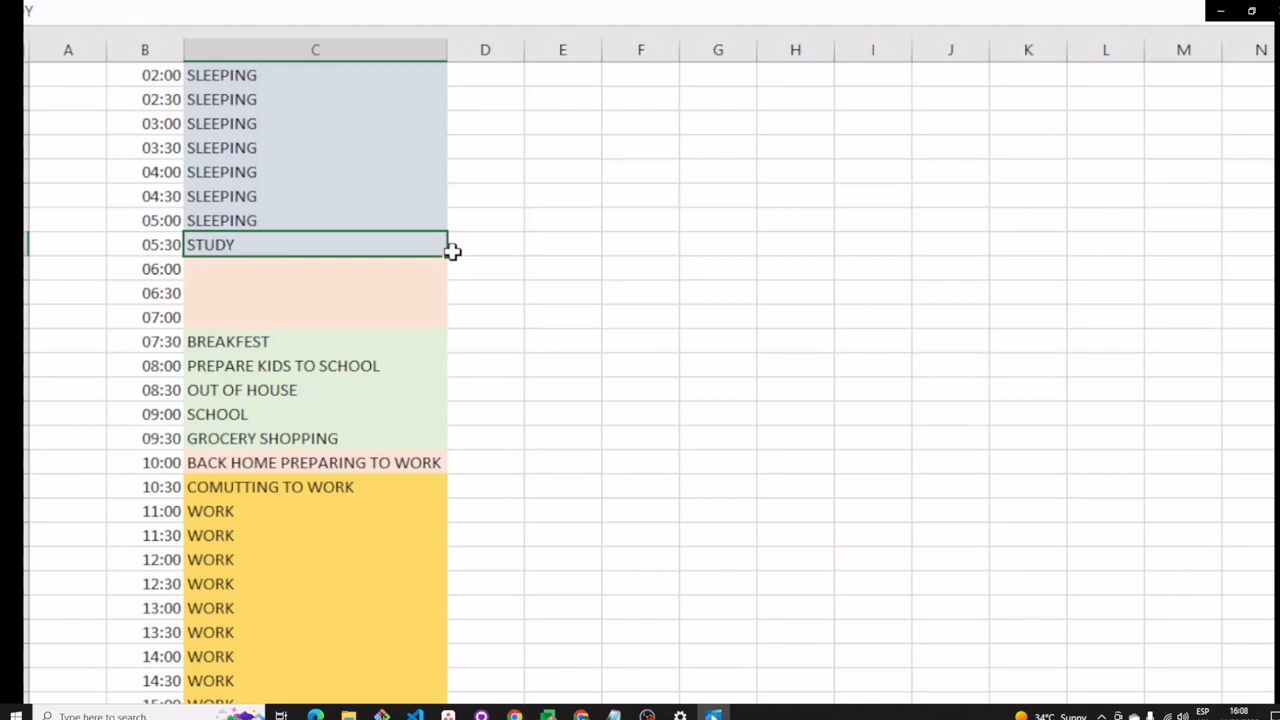 Y
A B C D E F G H I J K L M N
02:00 SLEEPING
02:30 SLEEPING
03:00 SLEEPING
03:30 SLEEPING
04:00 SLEEPING
04:30 SLEEPING
05:00 SLEEPING
05:30 STUDY
06:00
06:30
07:00
07:30 BREAKFEST
08:00 PREPARE KIDS TO SCHOOL
08:30 OUT OF HOUSE
09:00 SCHOOL
09:30 GROCERY SHOPPING
10:00 BACK HOME PREPARING TO WORK
10:30 COMUTTING TO WORK
11:00 WORK
11:30 WORK
12:00 WORK
12:30 WORK
13:00 WORK
13:30 WORK
14:00 WORK
14:30 WORK
15:00 WORK
Type here to search 34°C Sunny ESP 16:08